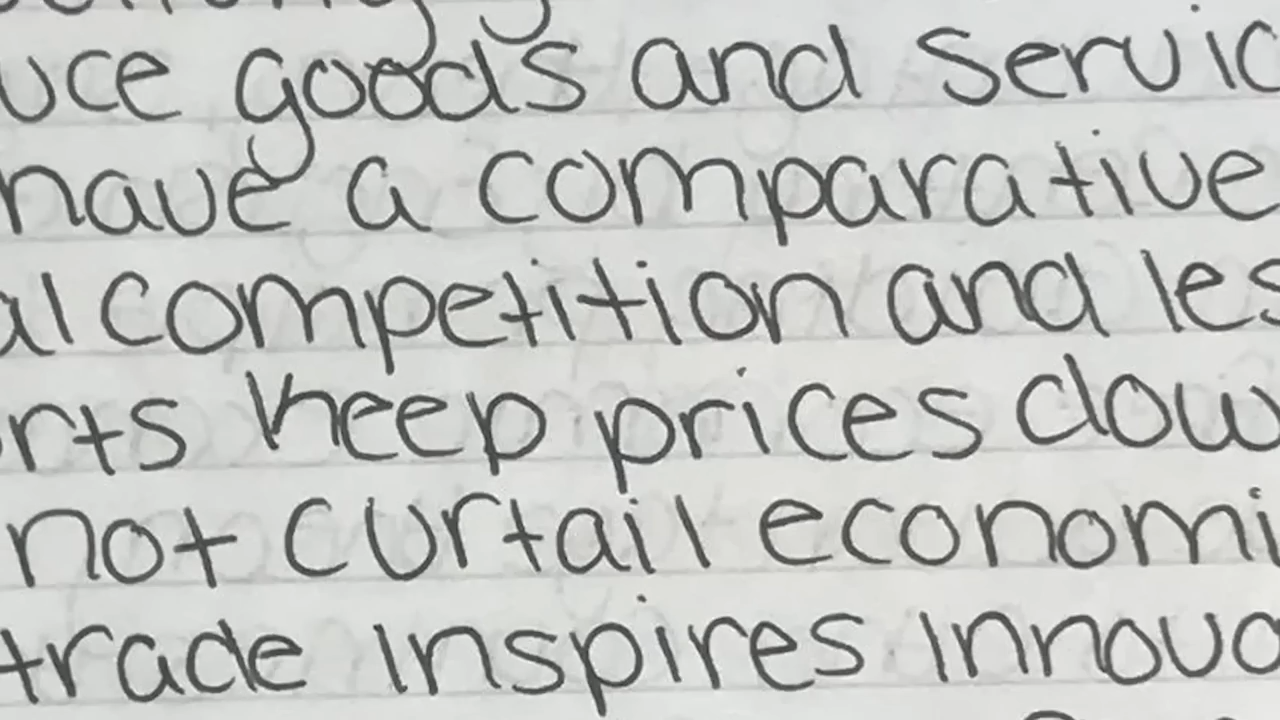 uce goods and servic
have a comparative
al competition and les
rts keep prices dow
not curtail economi
trade inspires innova